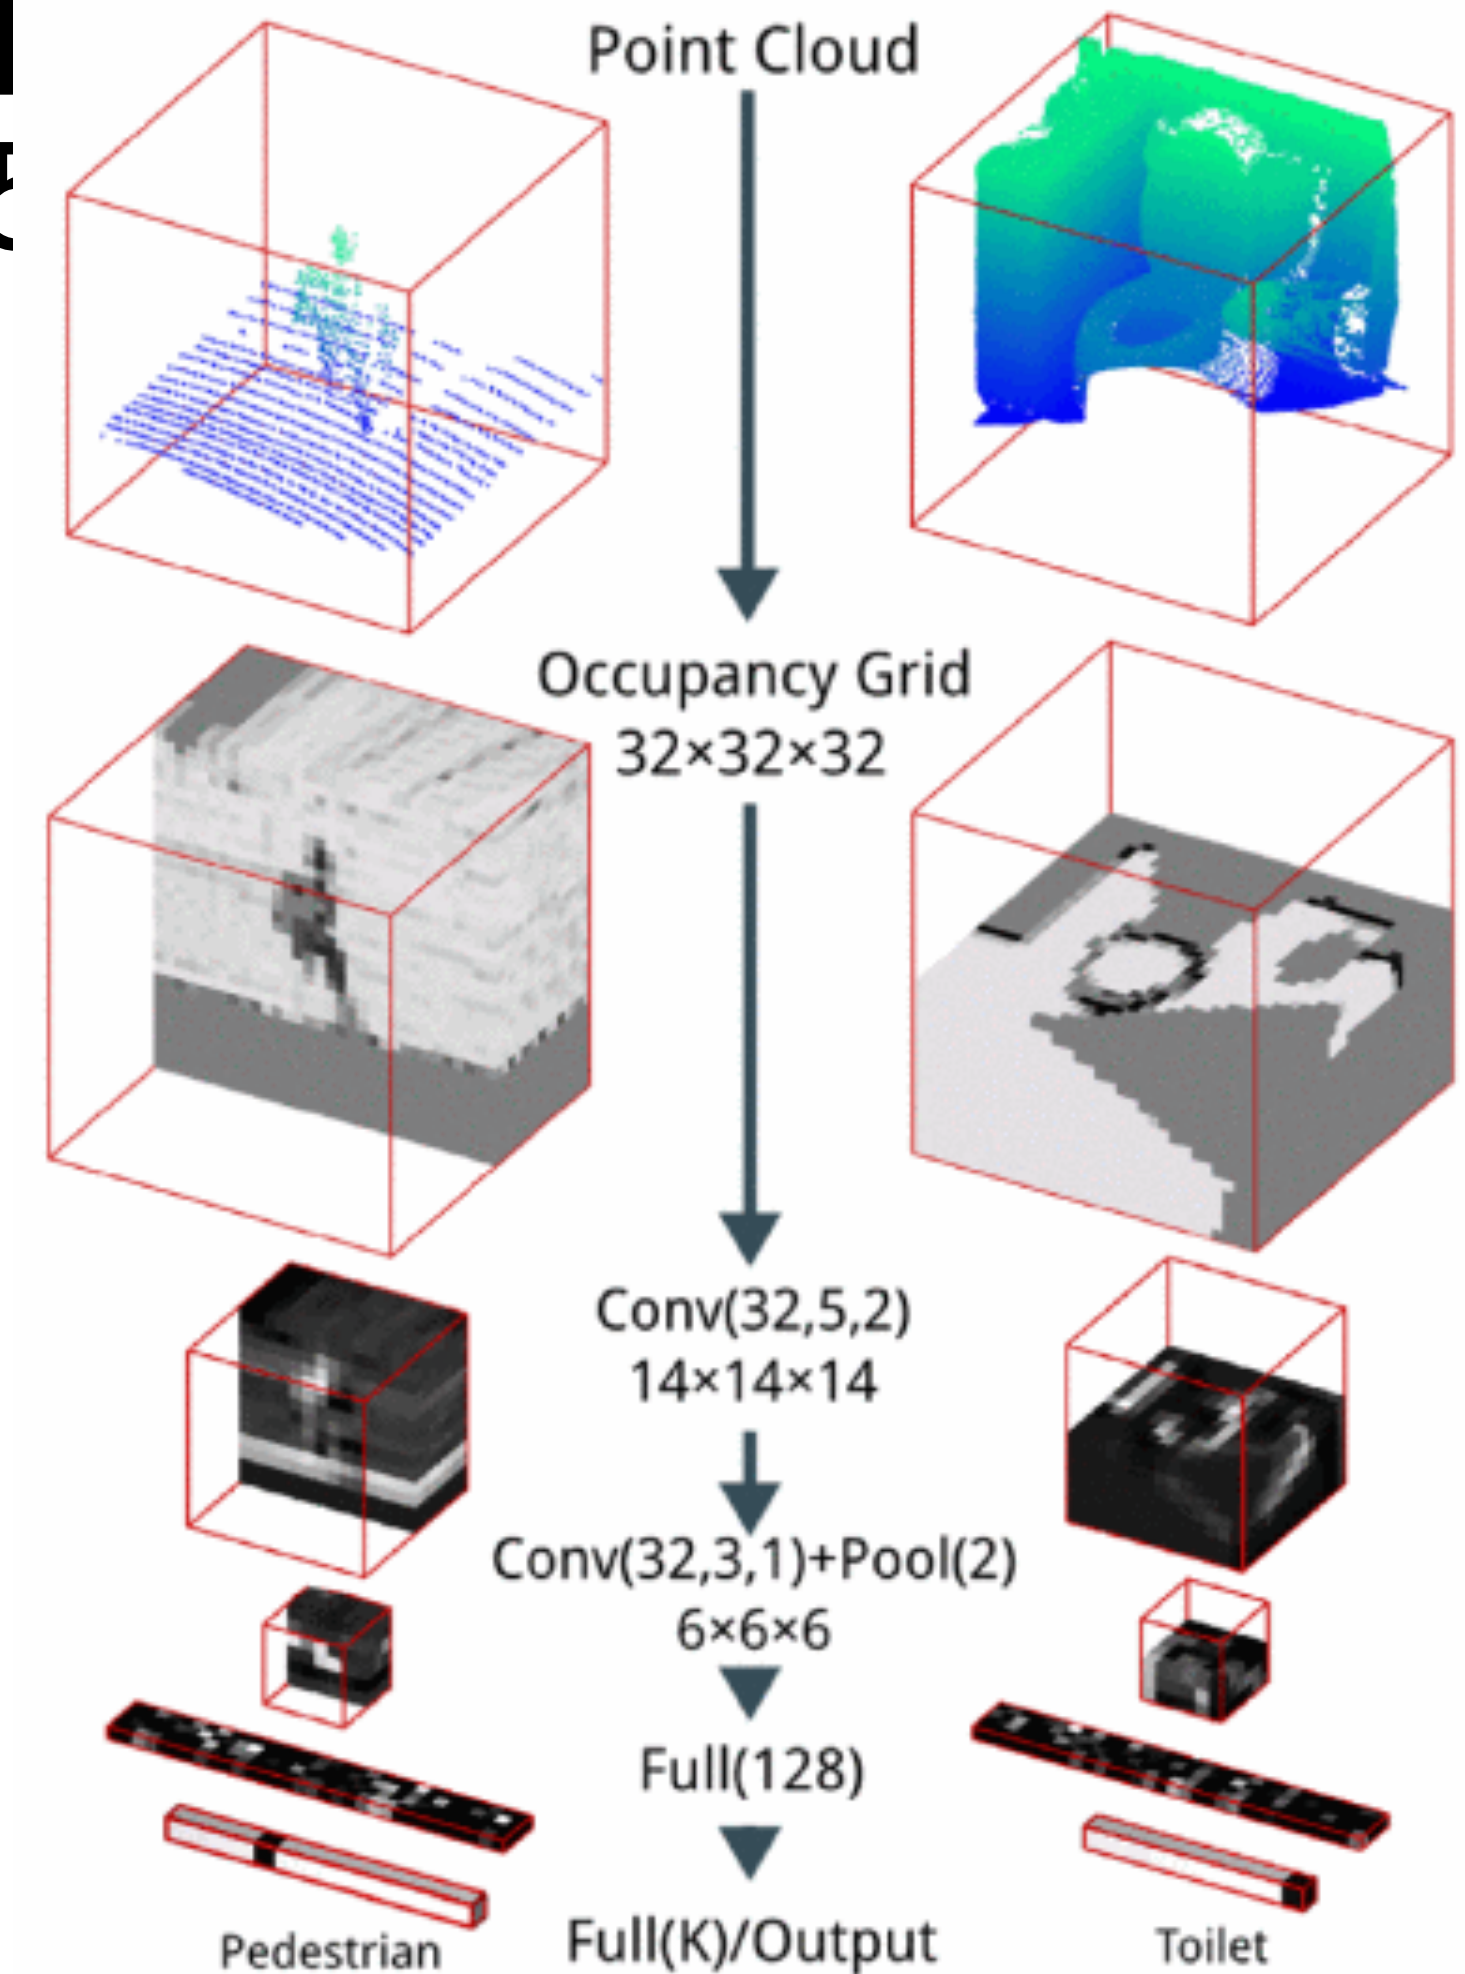 Point Cloud
Occupancy Grid
32×32×32
Conv(32,5,2)
14×14×14
Conv(32,3,1)+Pool(2)
6×6×6
Full(128)
Full(K)/Output
Pedestrian
Toilet